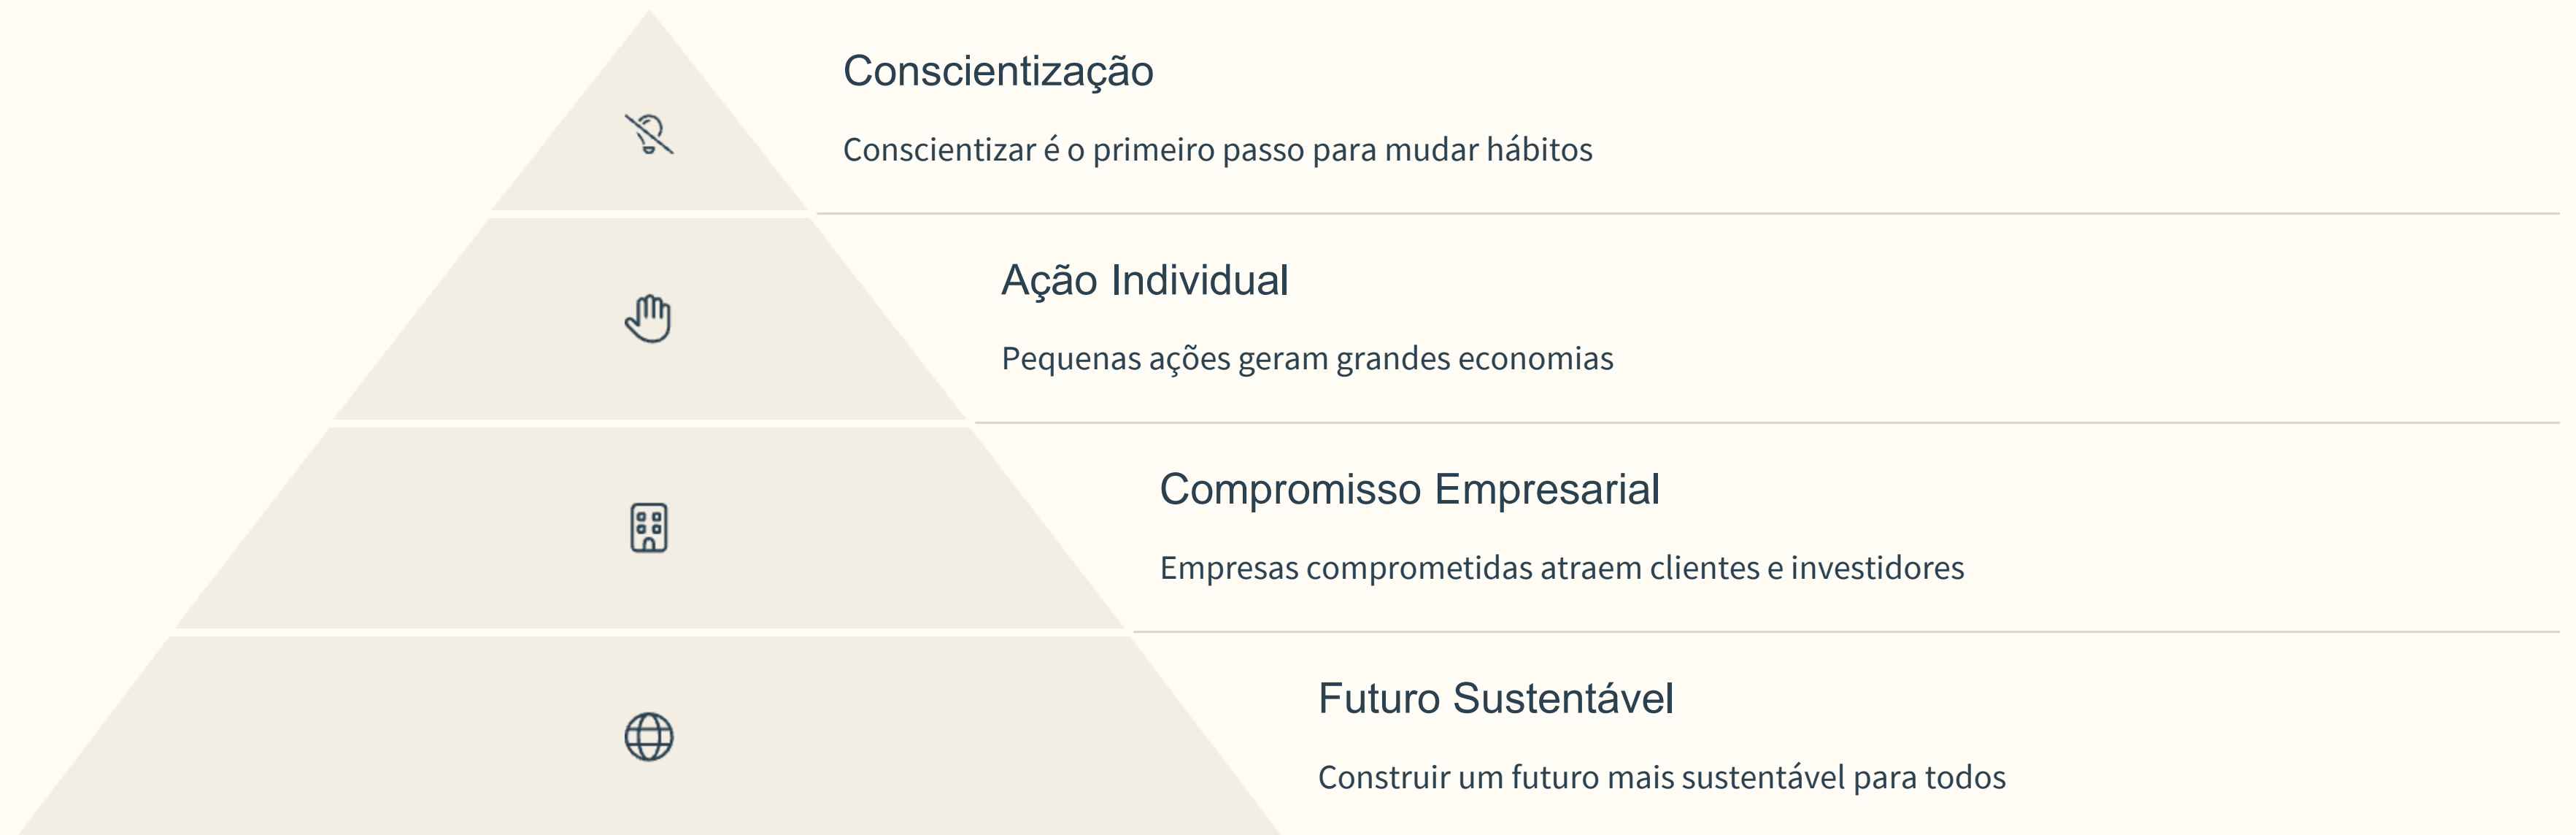 Conscientização
Conscientizar é o primeiro passo para mudar hábitos
Ação Individual
Pequenas ações geram grandes economias
Compromisso Empresarial
Empresas comprometidas atraem clientes e investidores
Futuro Sustentável
Construir um futuro mais sustentável para todos